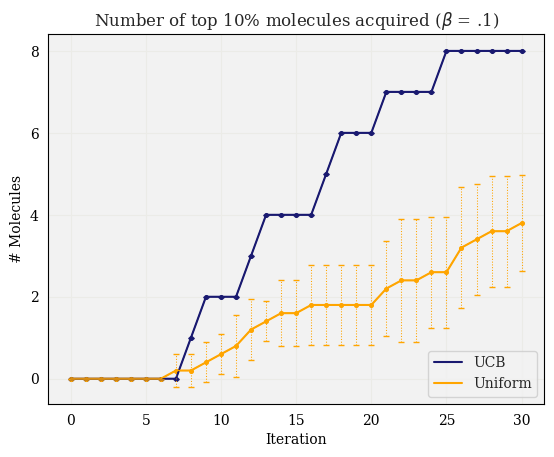 Number of top 10% molecules acquired (β = .1)
# Molecules
8
6
4
2
0
0 5 10 15 20 25 30
Iteration
UCB
Uniform